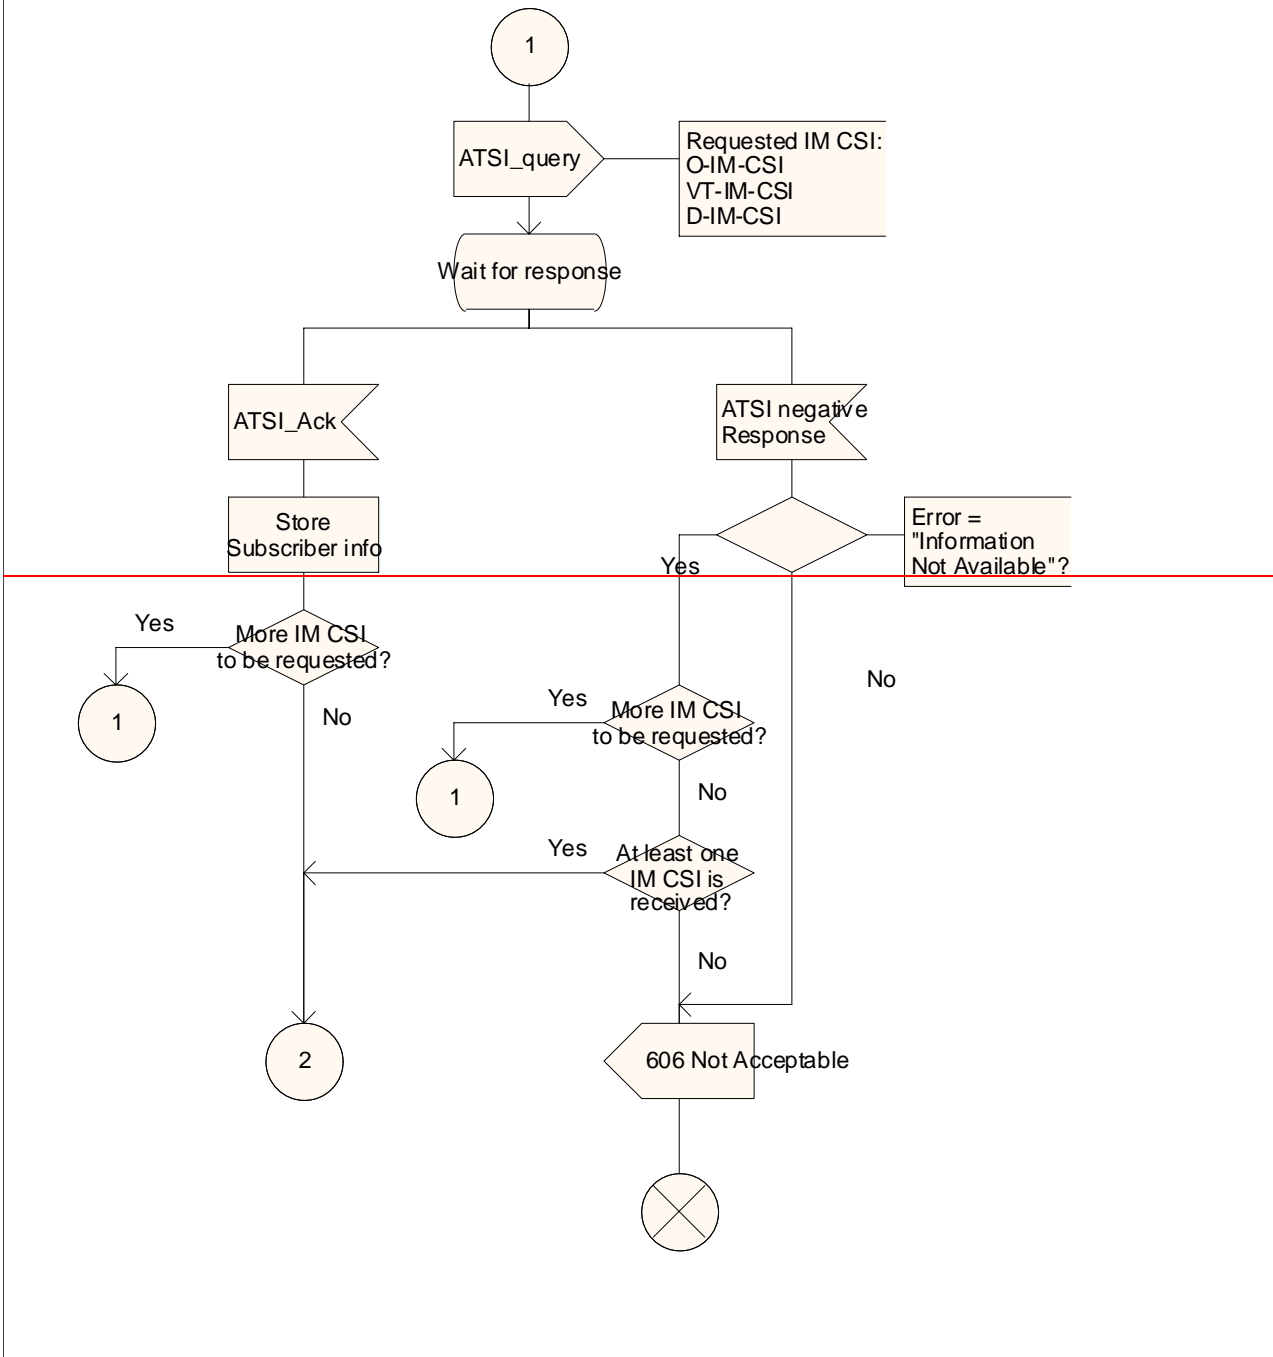 1
ATSI_query
Requested IM CSI:
O-IM-CSI
VT-IM-CSI
D-IM-CSI
Wait for response
ATSI_Ack
ATSI negative
Response
Store
Subscriber info
Error =
"Information
Not Available"?
Yes
Yes
More IM CSI
to be requested?
No
1
No
Yes
More IM CSI
to be requested?
1
No
Yes
At least one
IM CSI is
received?
No
2
606 Not Acceptable